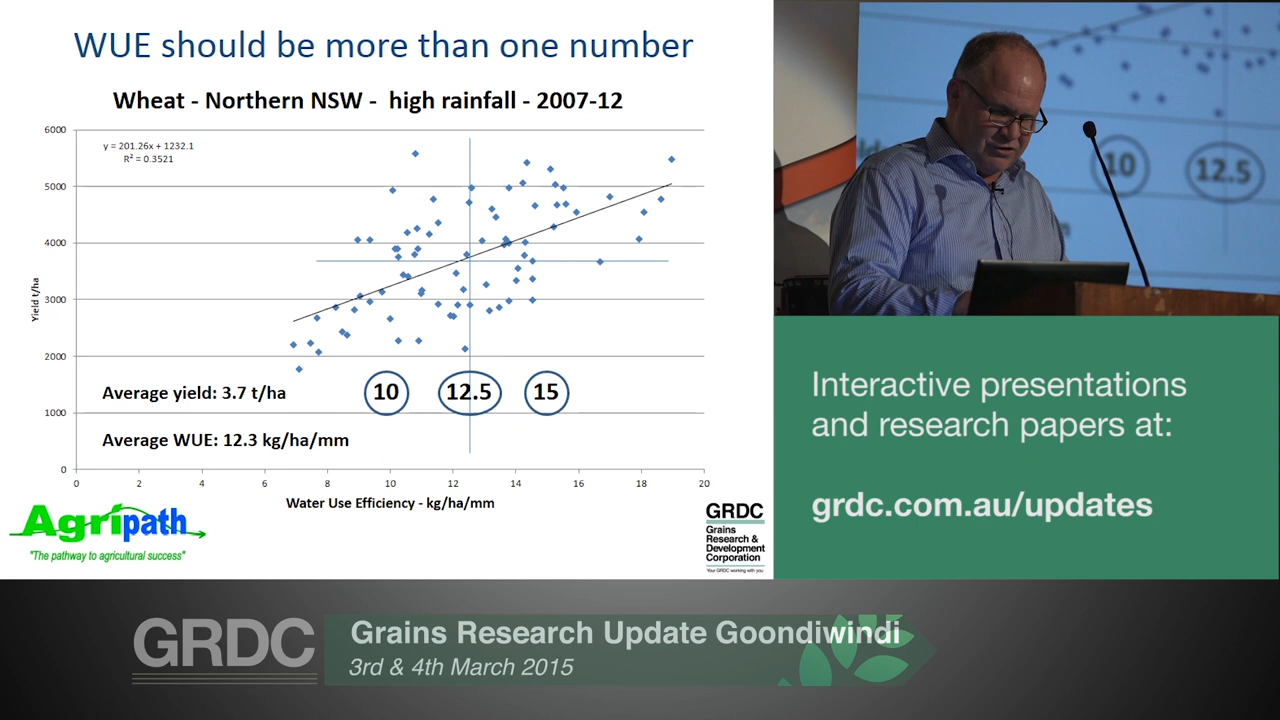 WUE should be more than one number
Wheat - Northern NSW - high rainfall - 2007-12
y = 201.26x + 1232.1
R² = 0.3521
6000
5000
4000
3000
2000
1000
0
Yield t/ha
Average yield: 3.7 t/ha
10
12.5
15
Average WUE: 12.3 kg/ha/mm
0 2 4 6 8 10 12 14 16 18 20
Water Use Efficiency - kg/ha/mm
Agripath
"The pathway to agricultural success"
GRDC
Grains
Research &
Development
Corporation
Your GRDC working with you
10
12.5
Interactive presentations
and research papers at:
grdc.com.au/updates
GRDC
Grains Research Update Goondiwindi
3rd & 4th March 2015